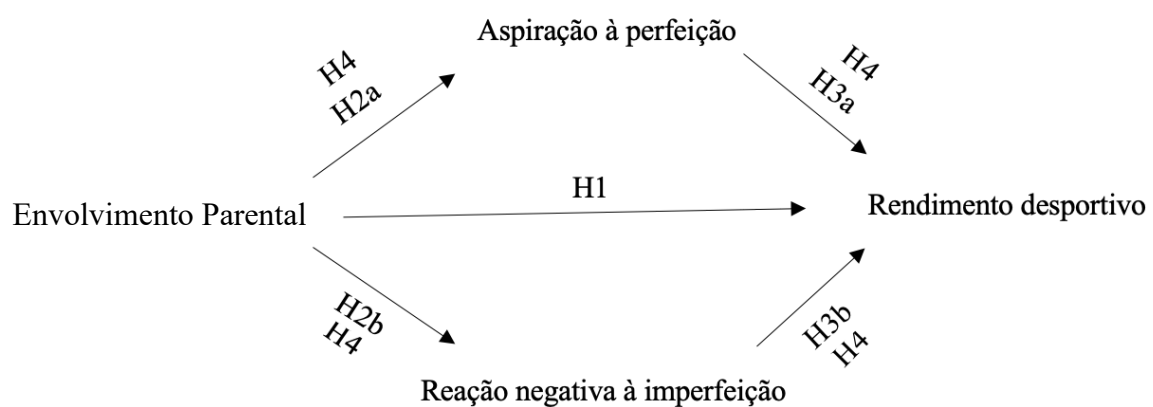 Aspiração à perfeição
H4
H2a
H4
H3a
H1
Envolvimento Parental
Rendimento desportivo
H2b
H4
H3b
H4
Reação negativa à imperfeição